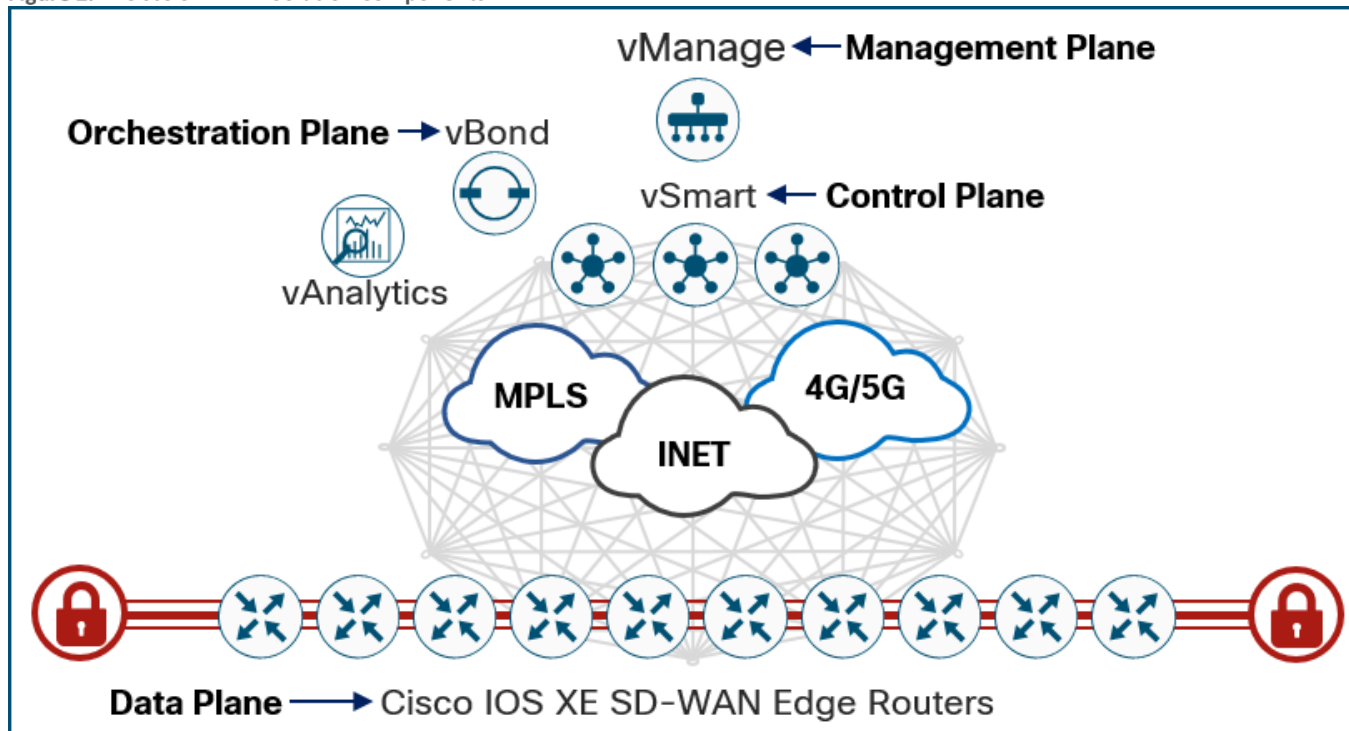 vManage Management Plane
Orchestration Plane vBond
vSmart Control Plane
vAnalytics
MPLS
4G/5G
INET
Data Plane Cisco IOS XE SD-WAN Edge Routers